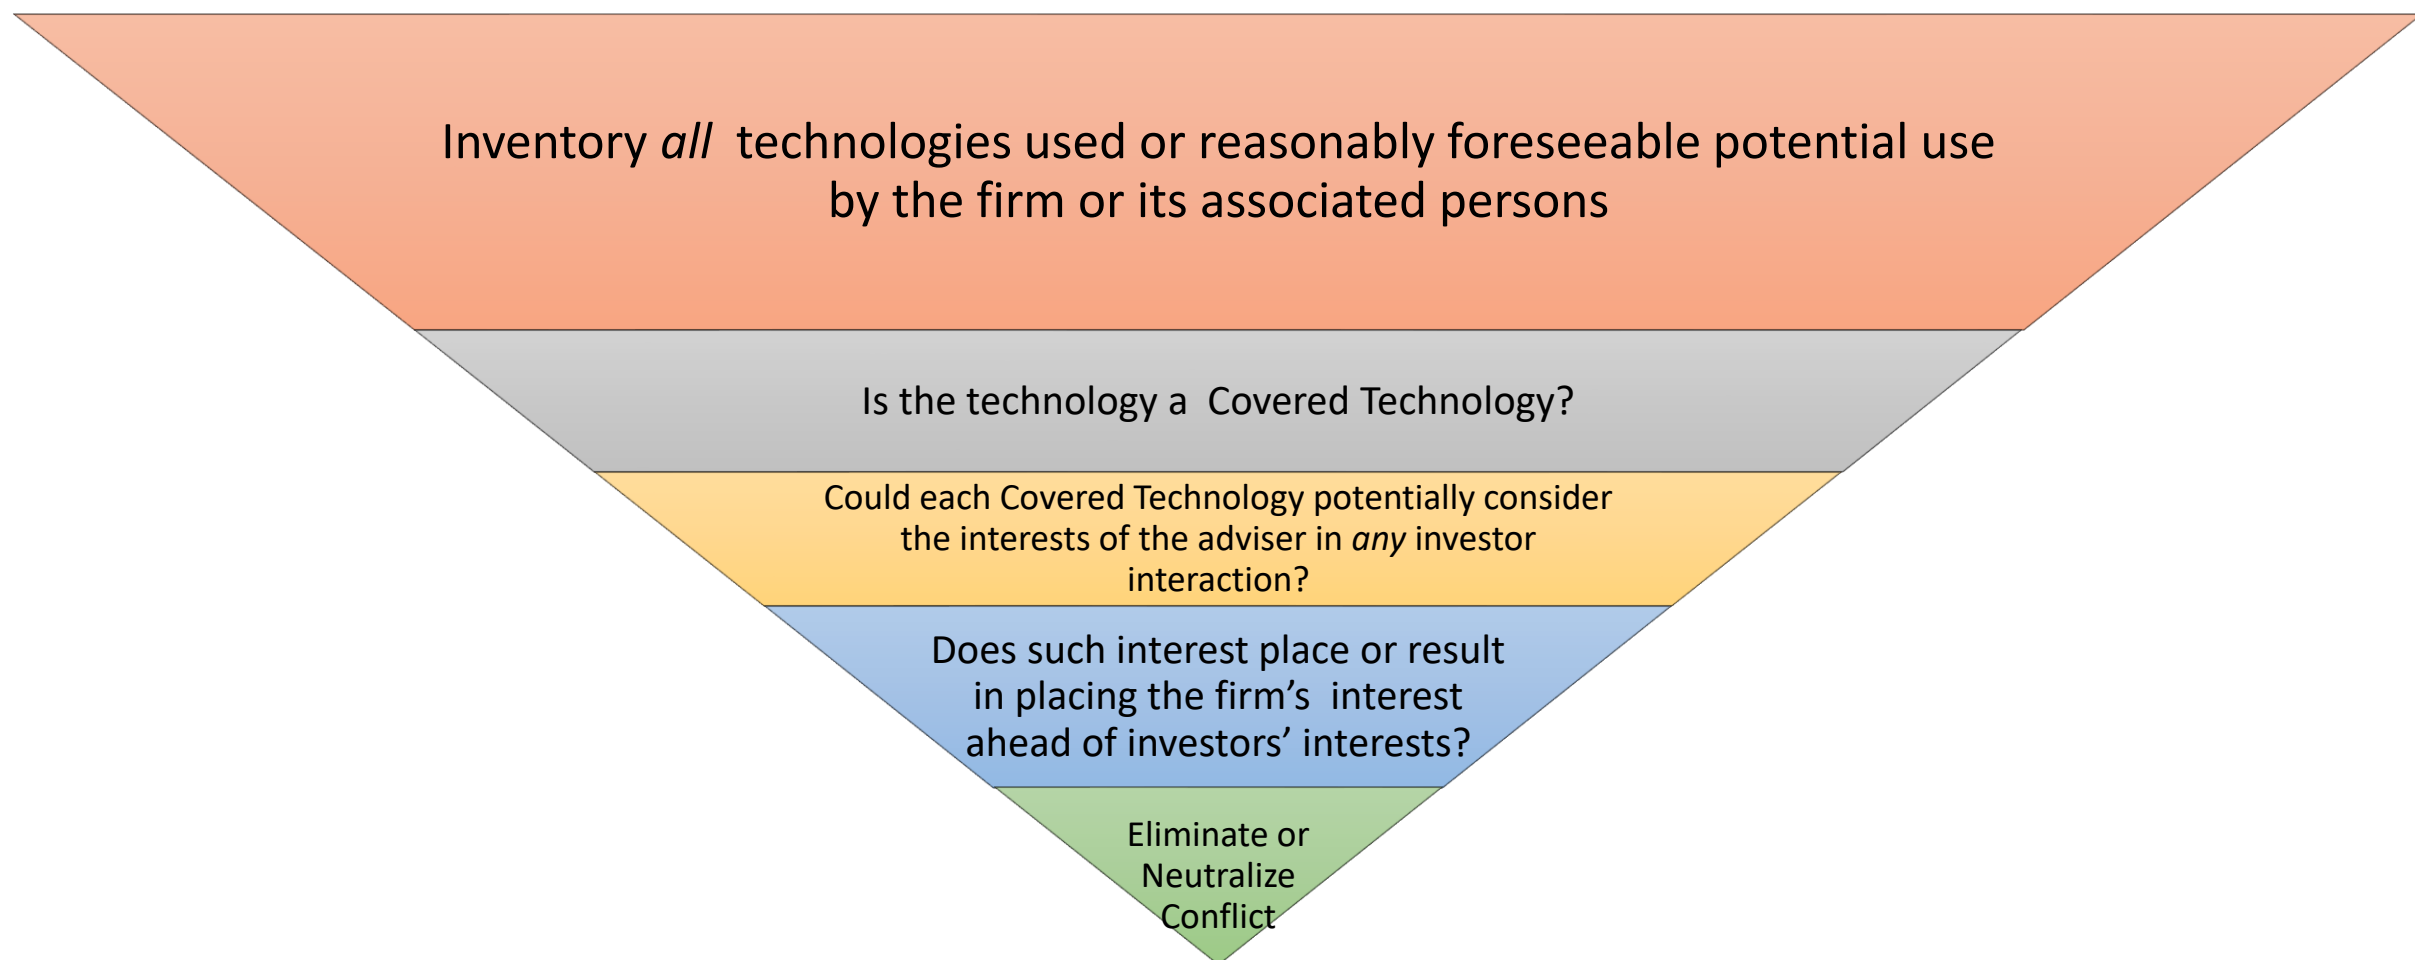 Inventory all  technologies used or reasonably foreseeable potential use
by the firm or its associated persons
Is the technology a  Covered Technology?
Could each Covered Technology potentially consider
the interests of the adviser in any investor
interaction?
Does such interest place or result
in placing the firm’s  interest
ahead of investors’ interests?
Eliminate or
Neutralize
Conflict